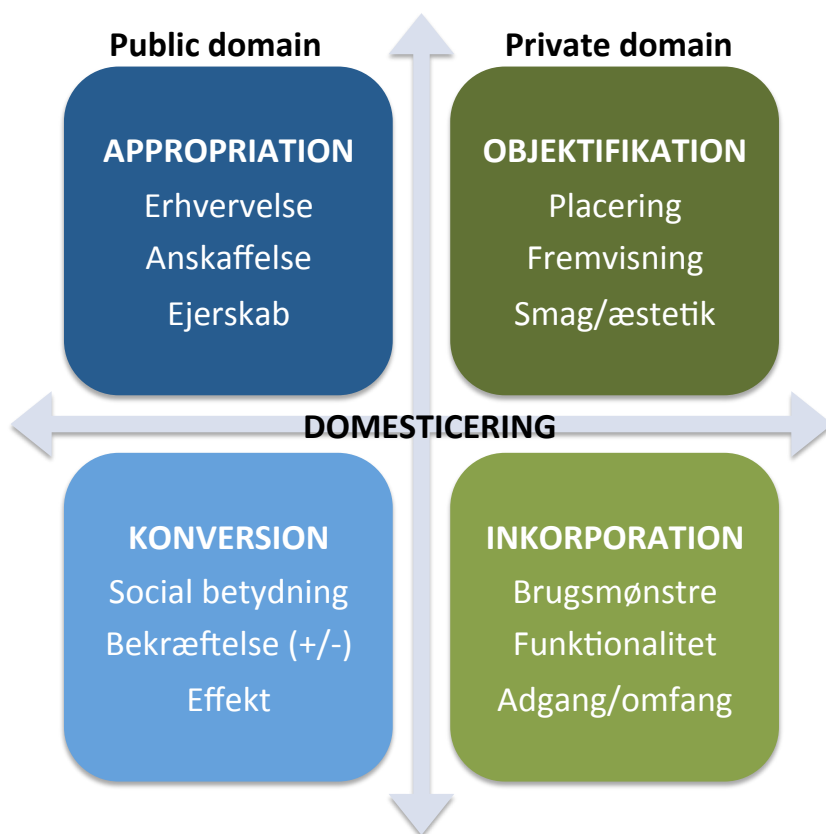 Public domain
Private domain
APPROPRIATION
Erhvervelse
Anskaffelse
Ejerskab
OBJEKTIFIKATION
Placering
Fremvisning
Smag/æstetik
DOMESTICERING
KONVERSION
Social betydning
Bekræftelse (+/-)
Effekt
INKORPORATION
Brugsmønstre
Funktionalitet
Adgang/omfang